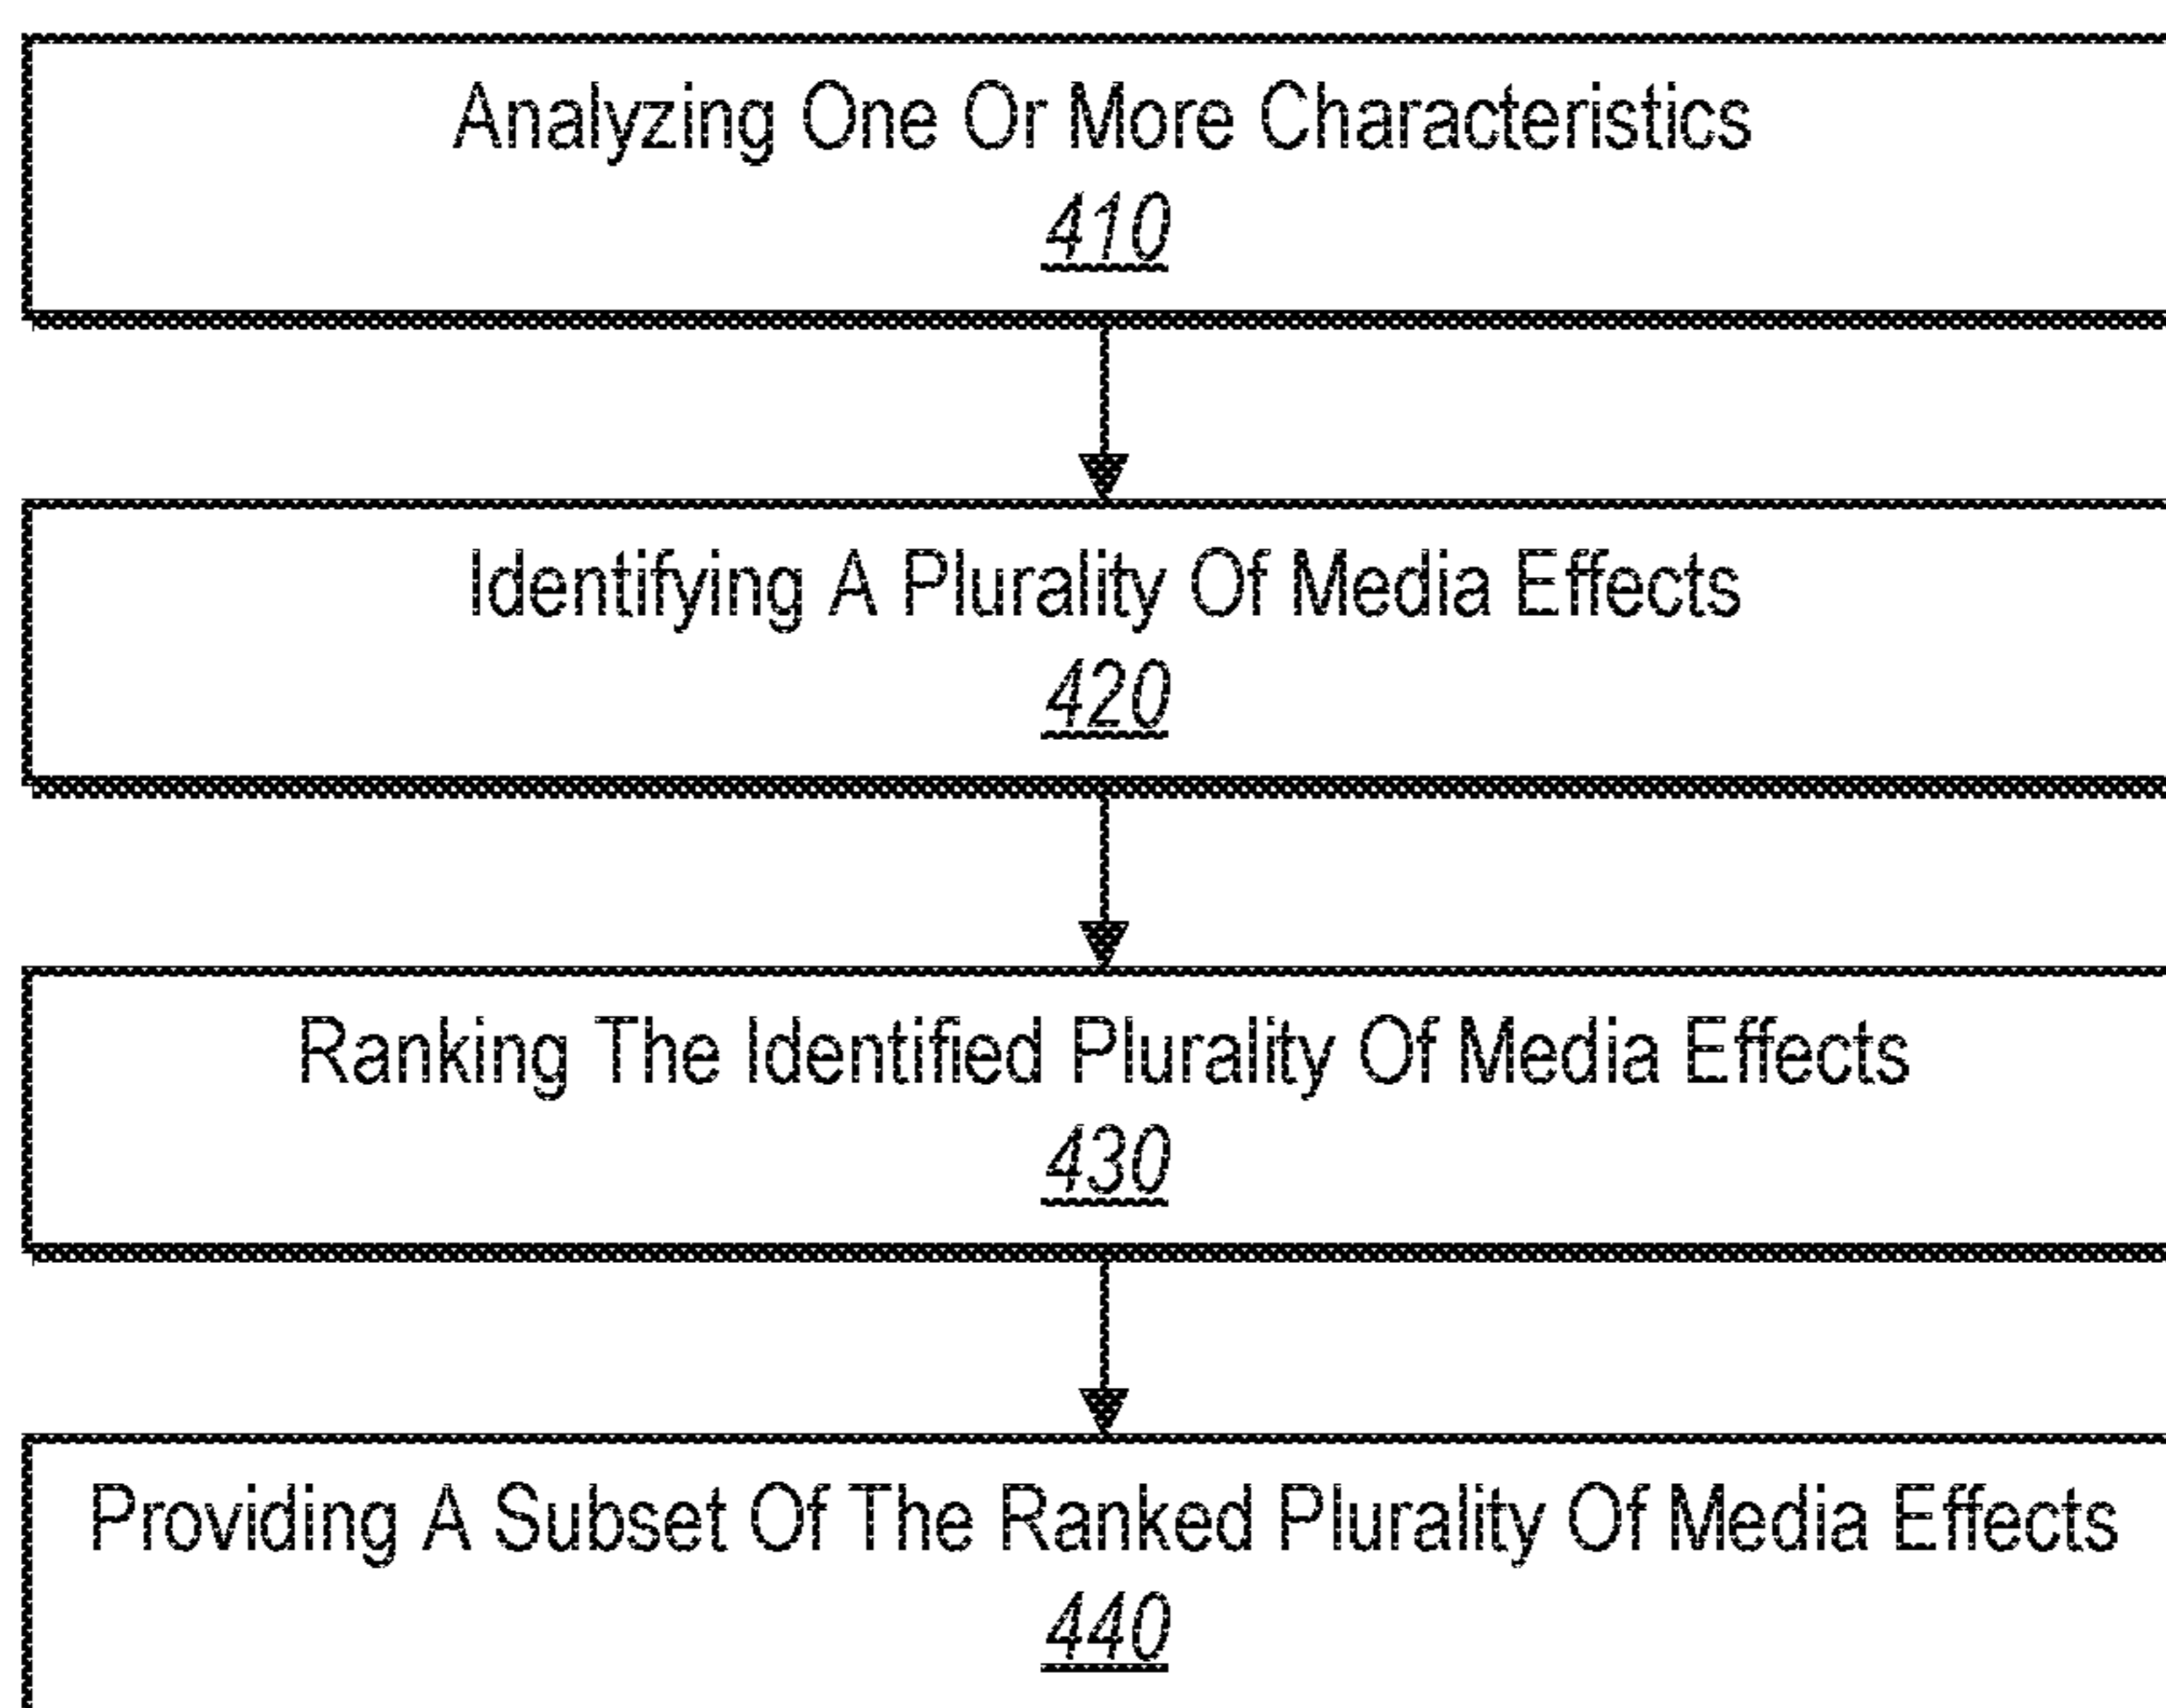 Analyzing One Or More Characteristics
410
Identifying A Plurality Of Media Effects
420
Ranking The Identified Plurality Of Media Effects
430
Providing A Subset Of The Ranked Plurality Of Media Effects
440